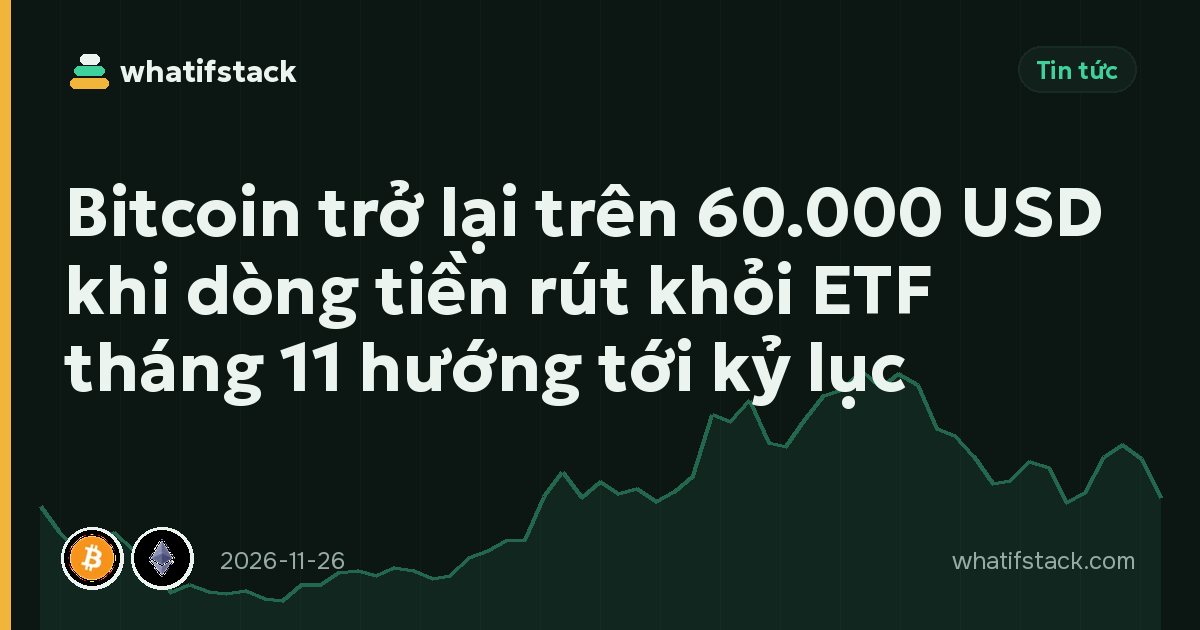 whatifstack
Tin tức
Bitcoin trở lại trên 60.000 USD
khi dòng tiền rút khỏi ETF
tháng 11 hướng tới kỷ lục
2026-11-26
whatifstack.com